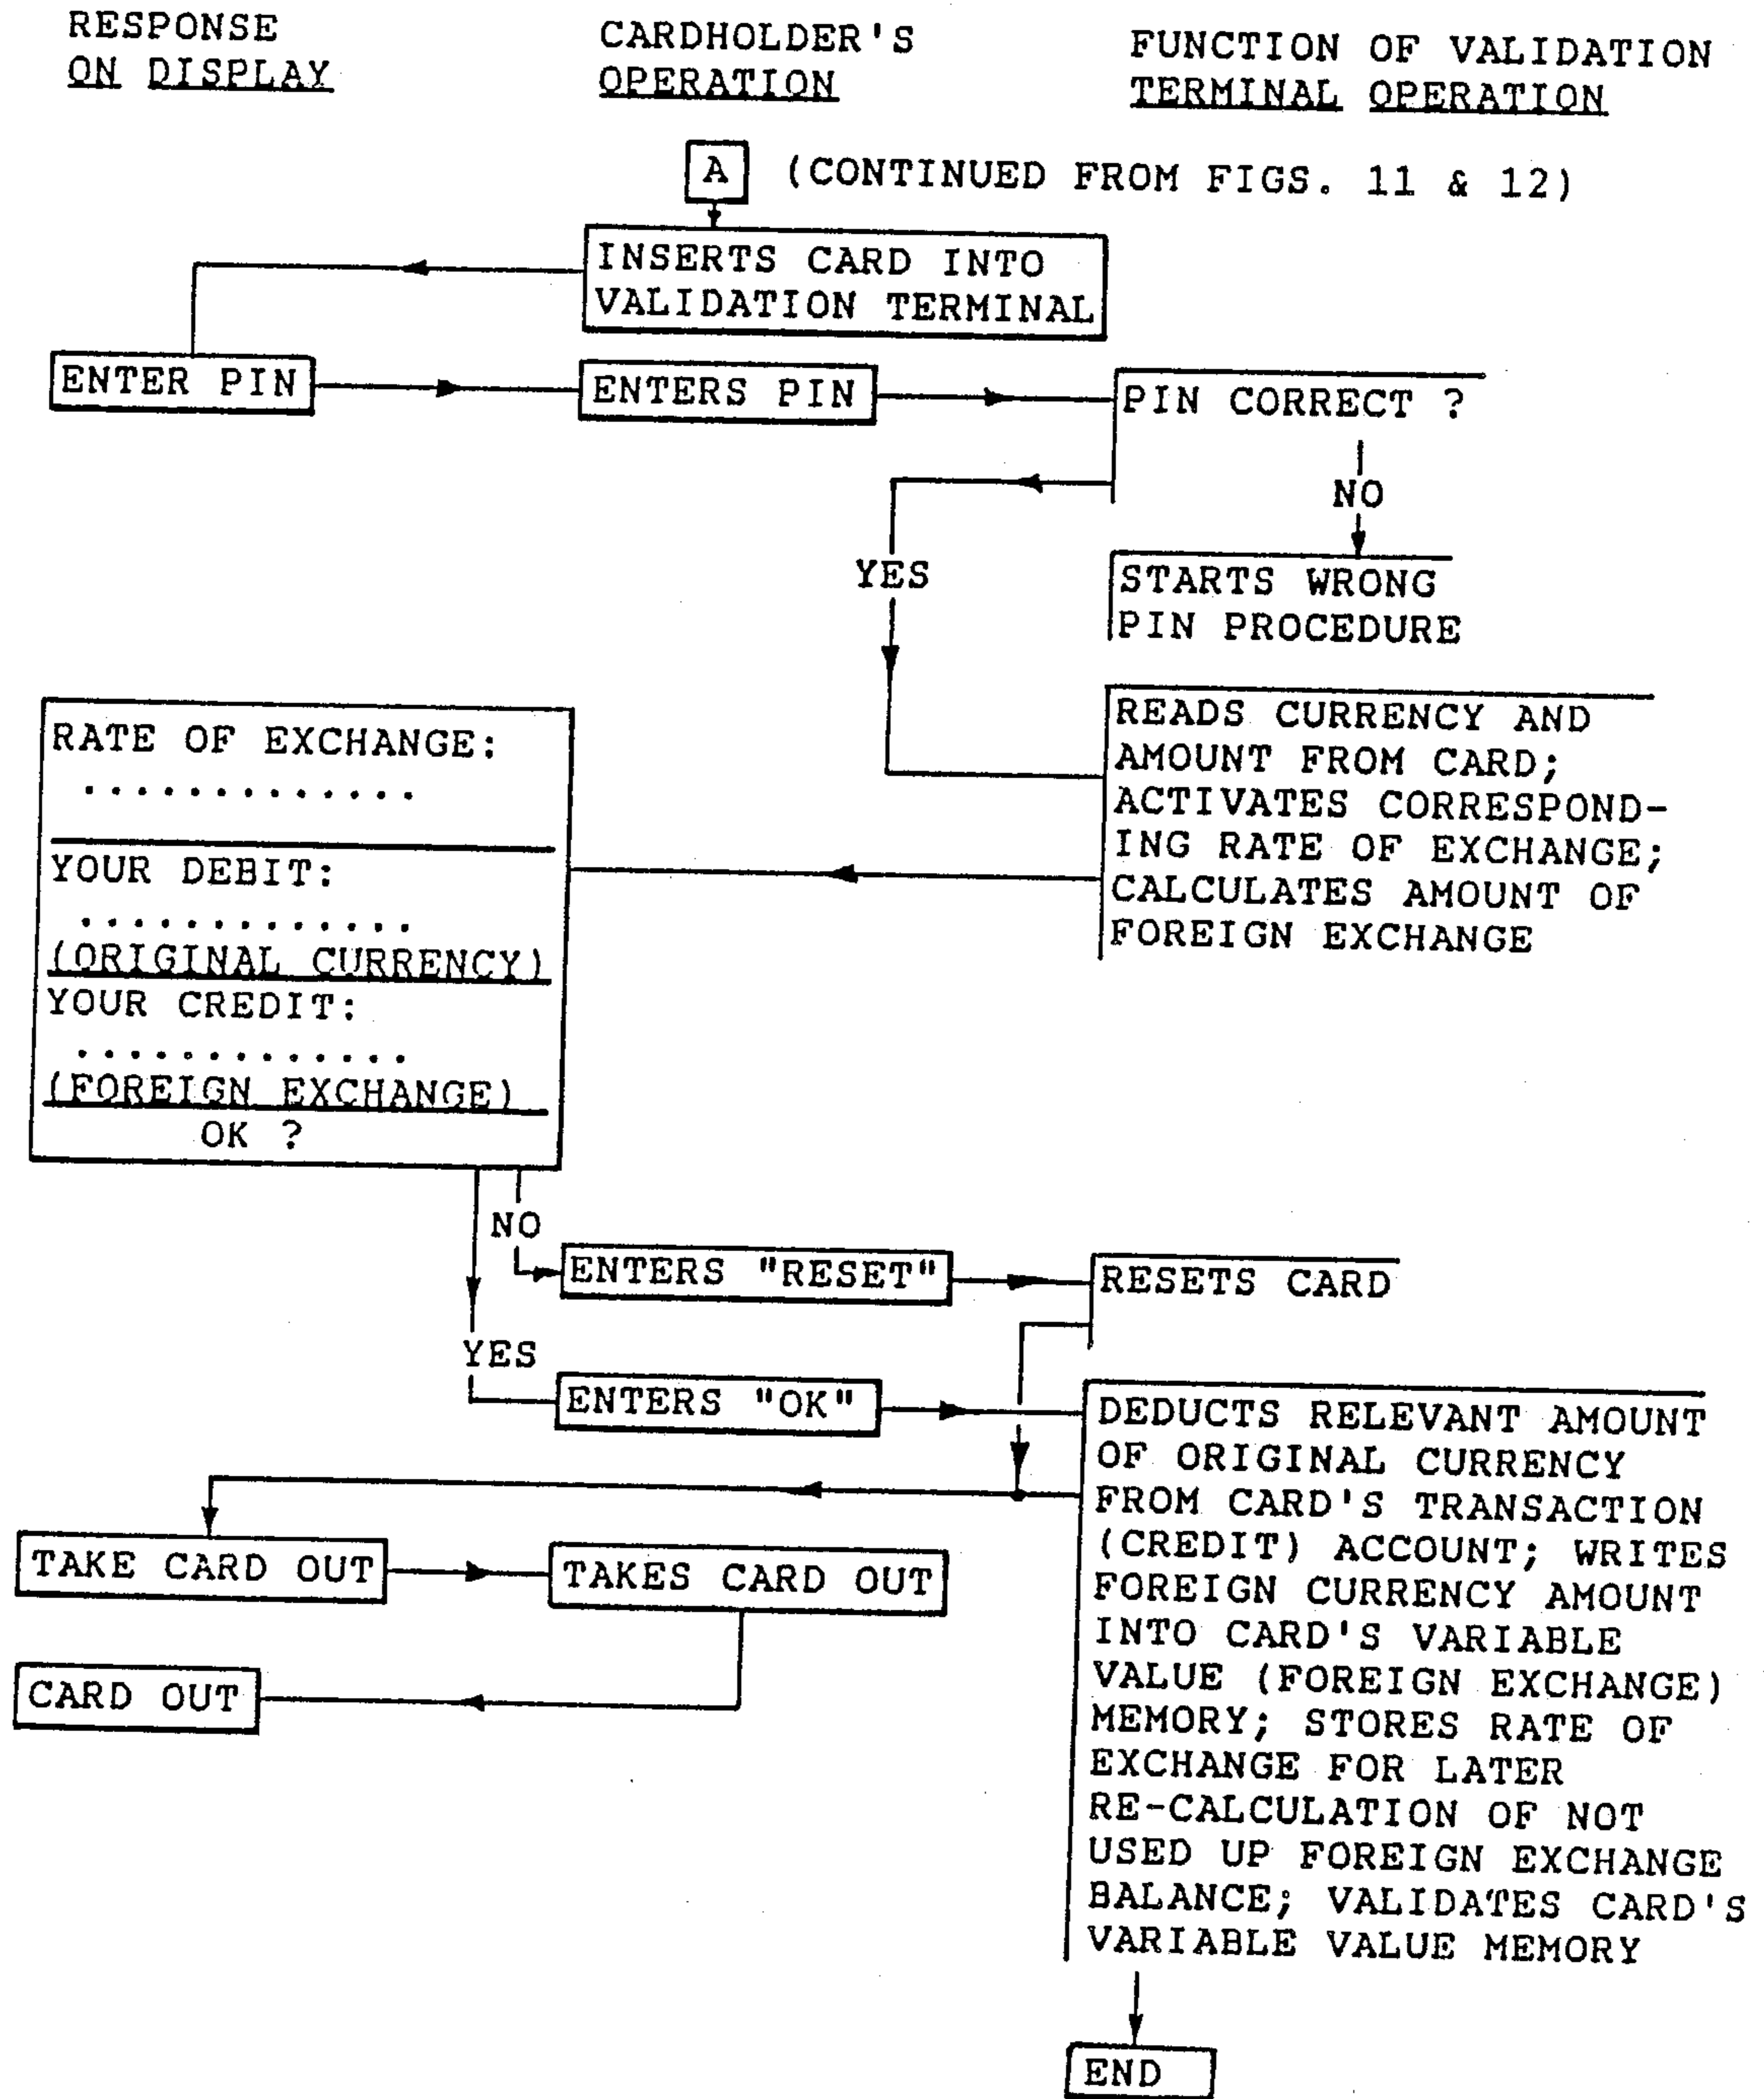 RESPONSE
ON DISPLAY
CARDHOLDER'S
OPERATION
FUNCTION OF VALIDATION
TERMINAL OPERATION
A (CONTINUED FROM FIGS. 11 & 12)
INSERTS CARD INTO
VALIDATION TERMINAL
ENTER PIN
ENTERS PIN
PIN CORRECT ?
NO
YES
STARTS WRONG
PIN PROCEDURE
READS CURRENCY AND
AMOUNT FROM CARD;
ACTIVATES CORRESPOND-
ING RATE OF EXCHANGE;
CALCULATES AMOUNT OF
FOREIGN EXCHANGE
RATE OF EXCHANGE:
.............
YOUR DEBIT:
.............
(ORIGINAL CURRENCY)
YOUR CREDIT:
.............
(FOREIGN EXCHANGE)
OK ?
NO
ENTERS "RESET"
RESETS CARD
YES
ENTERS "OK"
DEDUCTS RELEVANT AMOUNT
OF ORIGINAL CURRENCY
FROM CARD'S TRANSACTION
(CREDIT) ACCOUNT; WRITES
FOREIGN CURRENCY AMOUNT
INTO CARD'S VARIABLE
VALUE (FOREIGN EXCHANGE)
MEMORY; STORES RATE OF
EXCHANGE FOR LATER
RE-CALCULATION OF NOT
USED UP FOREIGN EXCHANGE
BALANCE; VALIDATES CARD'S
VARIABLE VALUE MEMORY
TAKE CARD OUT
TAKES CARD OUT
CARD OUT
END